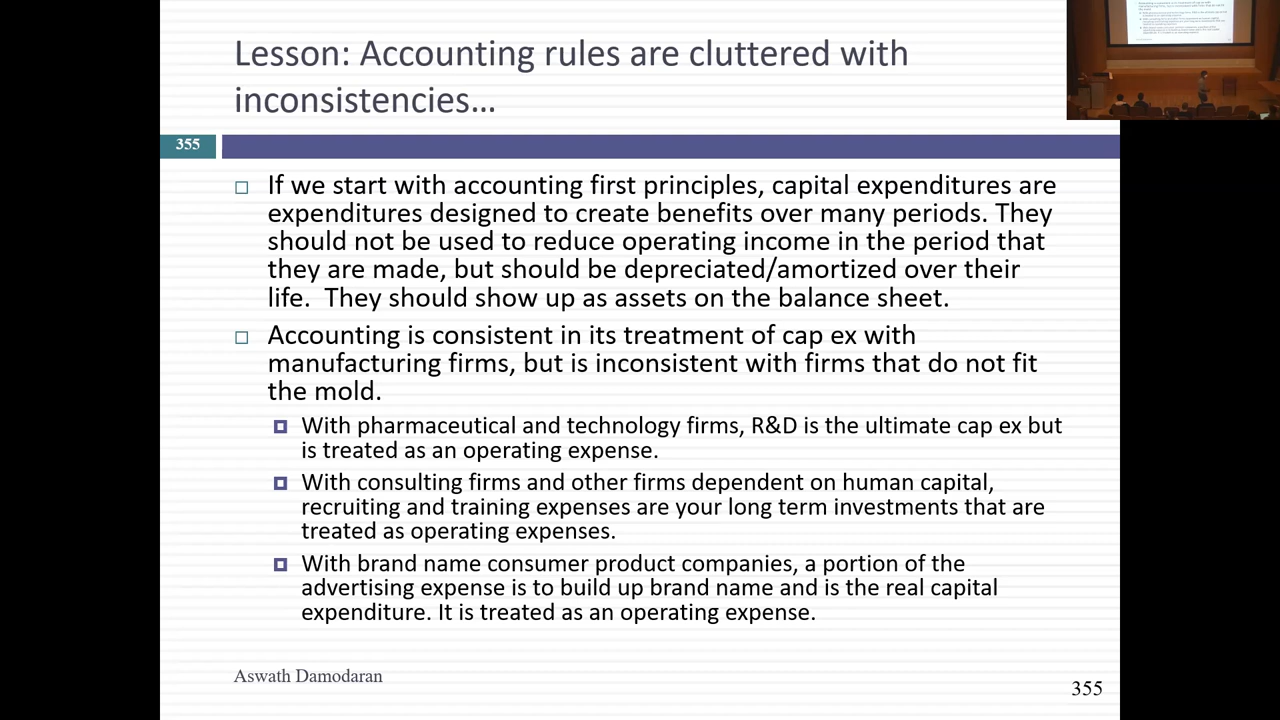 Lesson: Accounting rules are cluttered with
inconsistencies…
355
If we start with accounting first principles, capital expenditures are
expenditures designed to create benefits over many periods. They
should not be used to reduce operating income in the period that
they are made, but should be depreciated/amortized over their
life.  They should show up as assets on the balance sheet.
Accounting is consistent in its treatment of cap ex with
manufacturing firms, but is inconsistent with firms that do not fit
the mold.
With pharmaceutical and technology firms, R&D is the ultimate cap ex but
is treated as an operating expense.
With consulting firms and other firms dependent on human capital,
recruiting and training expenses are your long term investments that are
treated as operating expenses.
With brand name consumer product companies, a portion of the
advertising expense is to build up brand name and is the real capital
expenditure. It is treated as an operating expense.
Aswath Damodaran
355